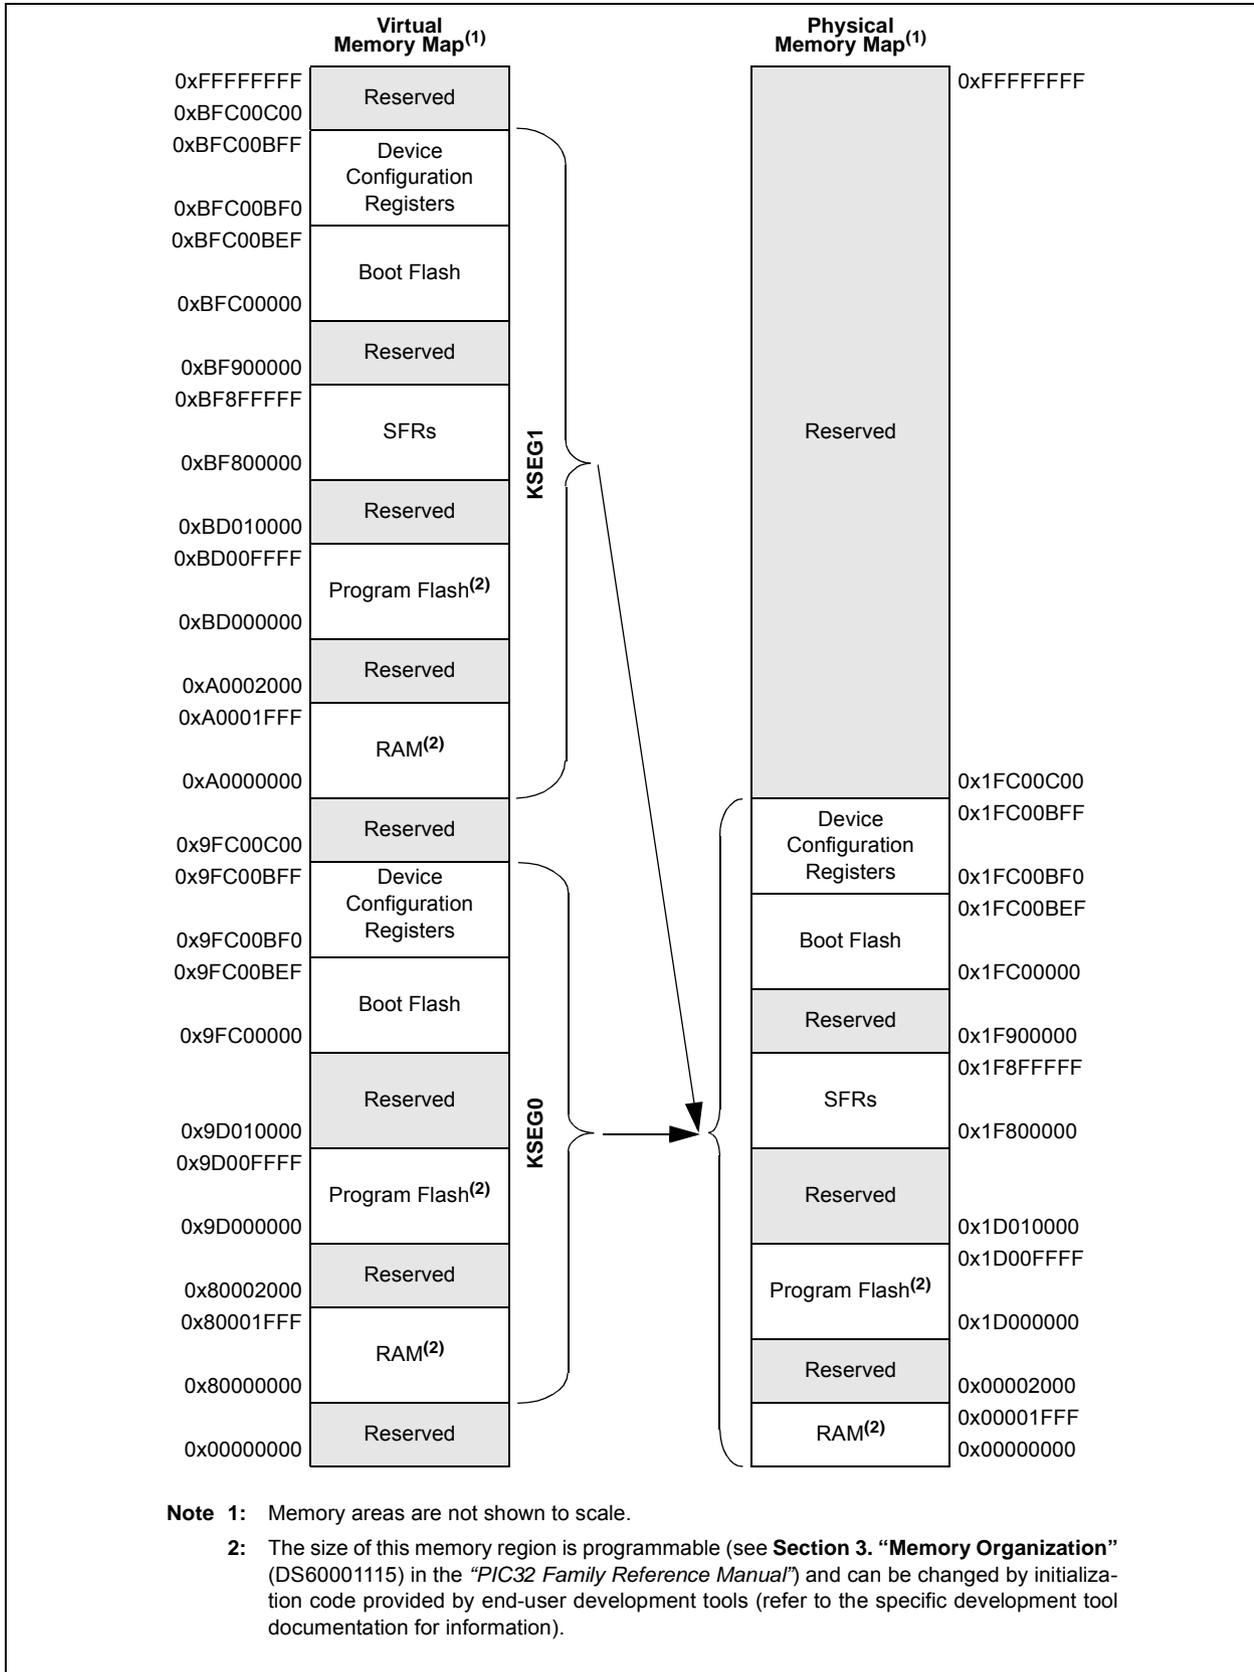 Virtual
Memory Map(1)
0xFFFFFFFF
Reserved
0xBFC00C00
0xBFC00BFF
Device
Configuration
Registers
0xBFC00BF0
0xBFC00BEF
Boot Flash
0xBFC00000
Reserved
0xBF900000
0xBF8FFFFF
SFRs
0xBF800000
Reserved
0xBD010000
0xBD00FFFF
Program Flash(2)
0xBD000000
Reserved
0xA0002000
0xA0001FFF
RAM(2)
0xA0000000
Reserved
0x9FC00C00
0x9FC00BFF
Device
Configuration
Registers
0x9FC00BF0
0x9FC00BEF
Boot Flash
0x9FC00000
Reserved
0x9D010000
0x9D00FFFF
Program Flash(2)
0x9D000000
Reserved
0x80002000
0x80001FFF
RAM(2)
0x80000000
Reserved
0x00000000
KSEG1
KSEG0
Physical
Memory Map(1)
0xFFFFFFFF
Reserved
0x1FC00C00
0x1FC00BFF
Device
Configuration
Registers
0x1FC00BF0
0x1FC00BEF
Boot Flash
0x1FC00000
Reserved
0x1F900000
0x1F8FFFFF
SFRs
0x1F800000
Reserved
0x1D010000
0x1D00FFFF
Program Flash(2)
0x1D000000
Reserved
0x00002000
0x00001FFF
RAM(2)
0x00000000
Note 1: Memory areas are not shown to scale.
2: The size of this memory region is programmable (see Section 3. “Memory Organization”
(DS60001115) in the “PIC32 Family Reference Manual”) and can be changed by initializa-
tion code provided by end-user development tools (refer to the specific development tool
documentation for information).